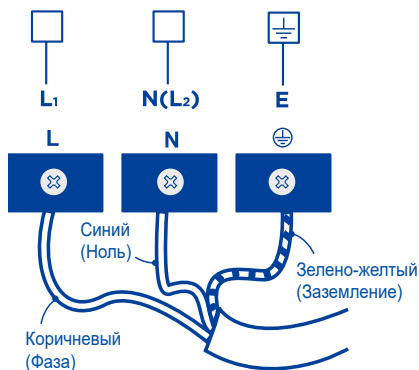 L1 N(L2) E
L N
Синий
(Ноль)
Зелено-желтый
(Заземление)
Коричневый
(Фаза)